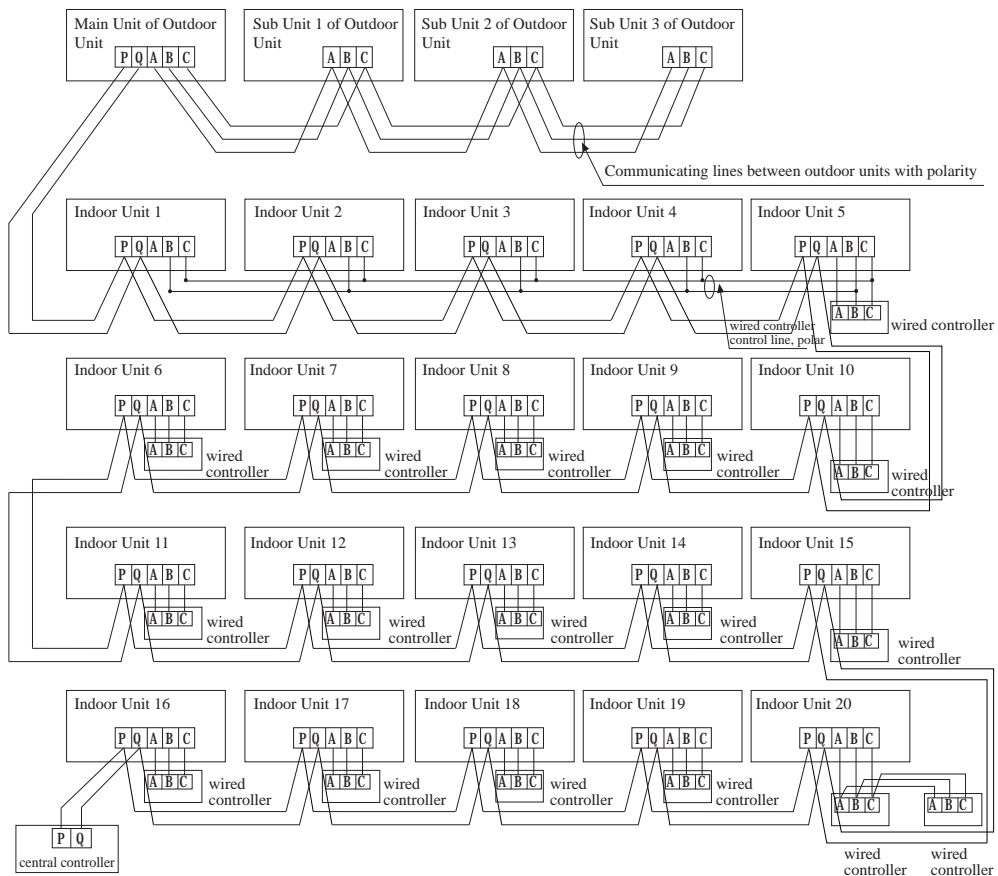 Main Unit of Outdoor
Unit
P Q A B C
Sub Unit 1 of Outdoor
Unit
A B C
Sub Unit 2 of Outdoor
Unit
A B C
Sub Unit 3 of Outdoor
Unit
A B C
Communicating lines between outdoor units with polarity
Indoor Unit 1
P Q A B C
Indoor Unit 2
P Q A B C
Indoor Unit 3
P Q A B C
Indoor Unit 4
P Q A B C
Indoor Unit 5
P Q A B C
A B C
wired controller
wired controller
control line, polar
Indoor Unit 6
P Q A B C
A B C
wired
controller
Indoor Unit 7
P Q A B C
A B C
wired
controller
Indoor Unit 8
P Q A B C
A B C
wired
controller
Indoor Unit 9
P Q A B C
A B C
wired
controller
Indoor Unit 10
P Q A B C
A B C
wired
controller
Indoor Unit 11
P Q A B C
A B C
wired
controller
Indoor Unit 12
P Q A B C
A B C
wired
controller
Indoor Unit 13
P Q A B C
A B C
wired
controller
Indoor Unit 14
P Q A B C
A B C
wired
controller
Indoor Unit 15
P Q A B C
A B C
wired
controller
Indoor Unit 16
P Q A B C
A B C
wired
controller
Indoor Unit 17
P Q A B C
A B C
wired
controller
Indoor Unit 18
P Q A B C
A B C
wired
controller
Indoor Unit 19
P Q A B C
A B C
wired
controller
Indoor Unit 20
P Q A B C
A B C
wired
controller
A B C
wired
controller
P Q
central controller